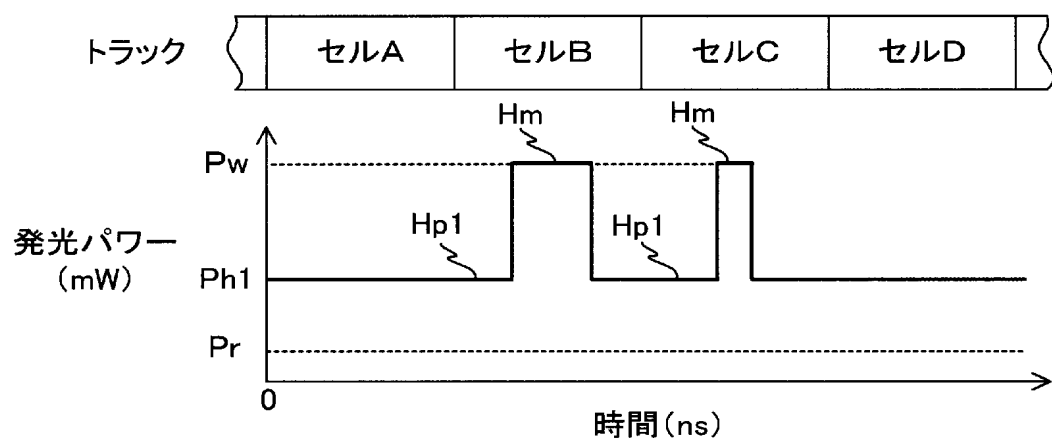 トラック セルA セルB セルC セルD
Hm Hm
Pw
Hp1 Hp1
発光パワー
(mW)
Ph1
Pr
0
時間(ns)